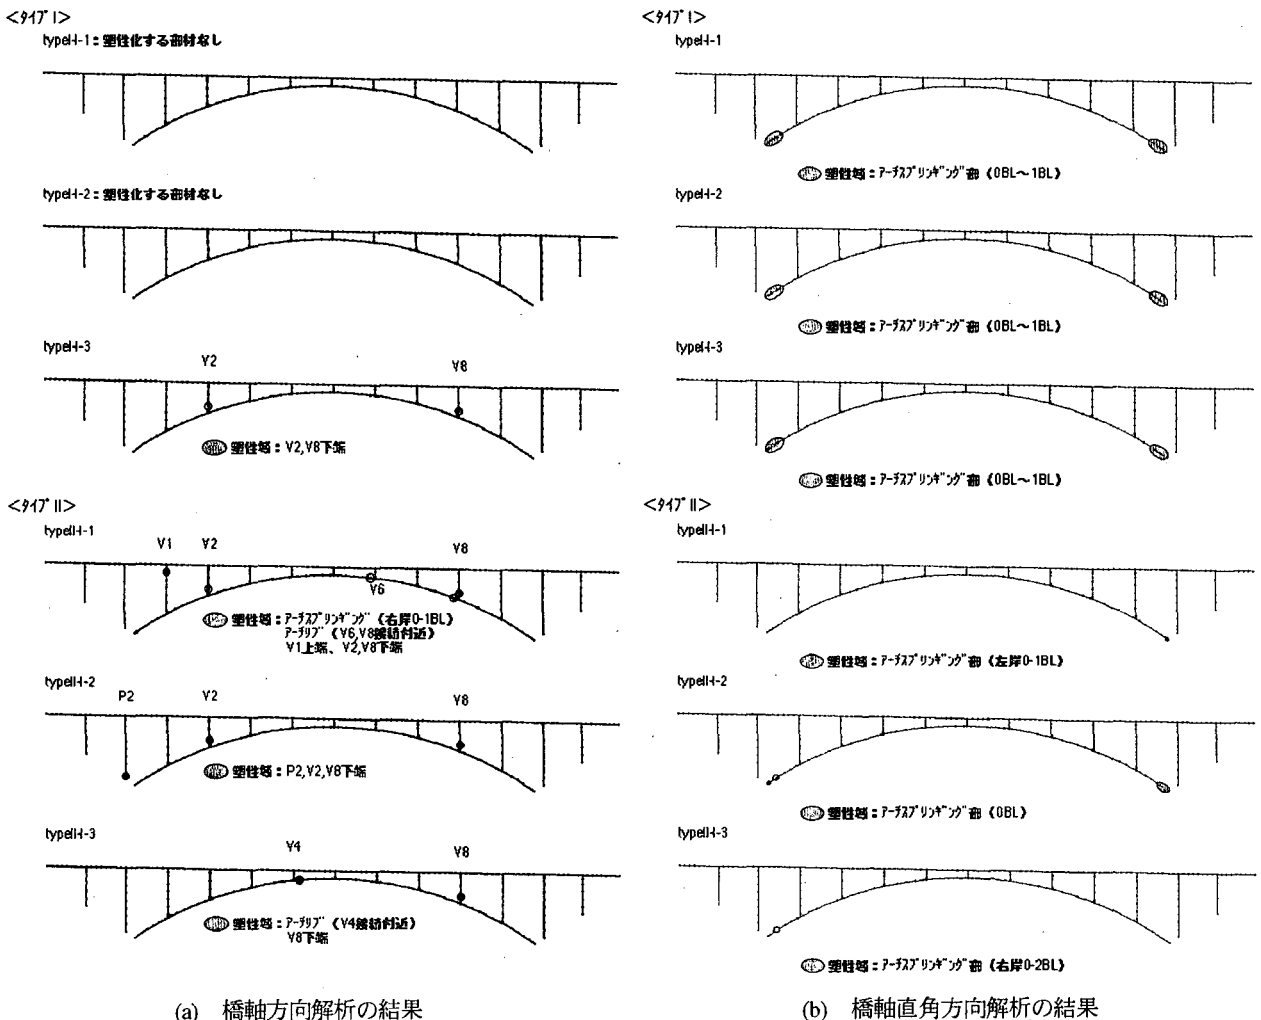 <ﾀｲﾌﾟI>
typeI-I-1：塑性化する部材なし
typeI-I-2：塑性化する部材なし
typeI-I-3
V2
V8
塑性域：V2,V8下端
<ﾀｲﾌﾟII>
typeII-I-1
V1
V2
V8
V6
塑性域：ｱｰﾁｽﾌﾟﾘﾝｷﾞﾝｸﾞ（右岸0-1BL）
ｱｰﾁﾘﾌﾞ（V6,V8接続付近）
V1上端、V2,V8下端
typeII-I-2
P2
V2
V8
塑性域：P2,V2,V8下端
typeII-I-3
V4
V8
塑性域：ｱｰﾁﾘﾌﾞ（V4接続付近）
V8下端
(a) 橋軸方向解析の結果
<ﾀｲﾌﾟI>
typeI-I-1
塑性域：ｱｰﾁｽﾌﾟﾘﾝｷﾞﾝｸﾞ部（0BL～1BL）
typeI-I-2
塑性域：ｱｰﾁｽﾌﾟﾘﾝｷﾞﾝｸﾞ部（0BL～1BL）
typeI-I-3
塑性域：ｱｰﾁｽﾌﾟﾘﾝｷﾞﾝｸﾞ部（0BL～1BL）
<ﾀｲﾌﾟII>
typeII-I-1
塑性域：ｱｰﾁｽﾌﾟﾘﾝｷﾞﾝｸﾞ部（左岸0-1BL）
typeII-I-2
塑性域：ｱｰﾁｽﾌﾟﾘﾝｷﾞﾝｸﾞ部（0BL）
typeII-I-3
塑性域：ｱｰﾁｽﾌﾟﾘﾝｷﾞﾝｸﾞ部（右岸0-2BL）
(b) 橋軸直角方向解析の結果